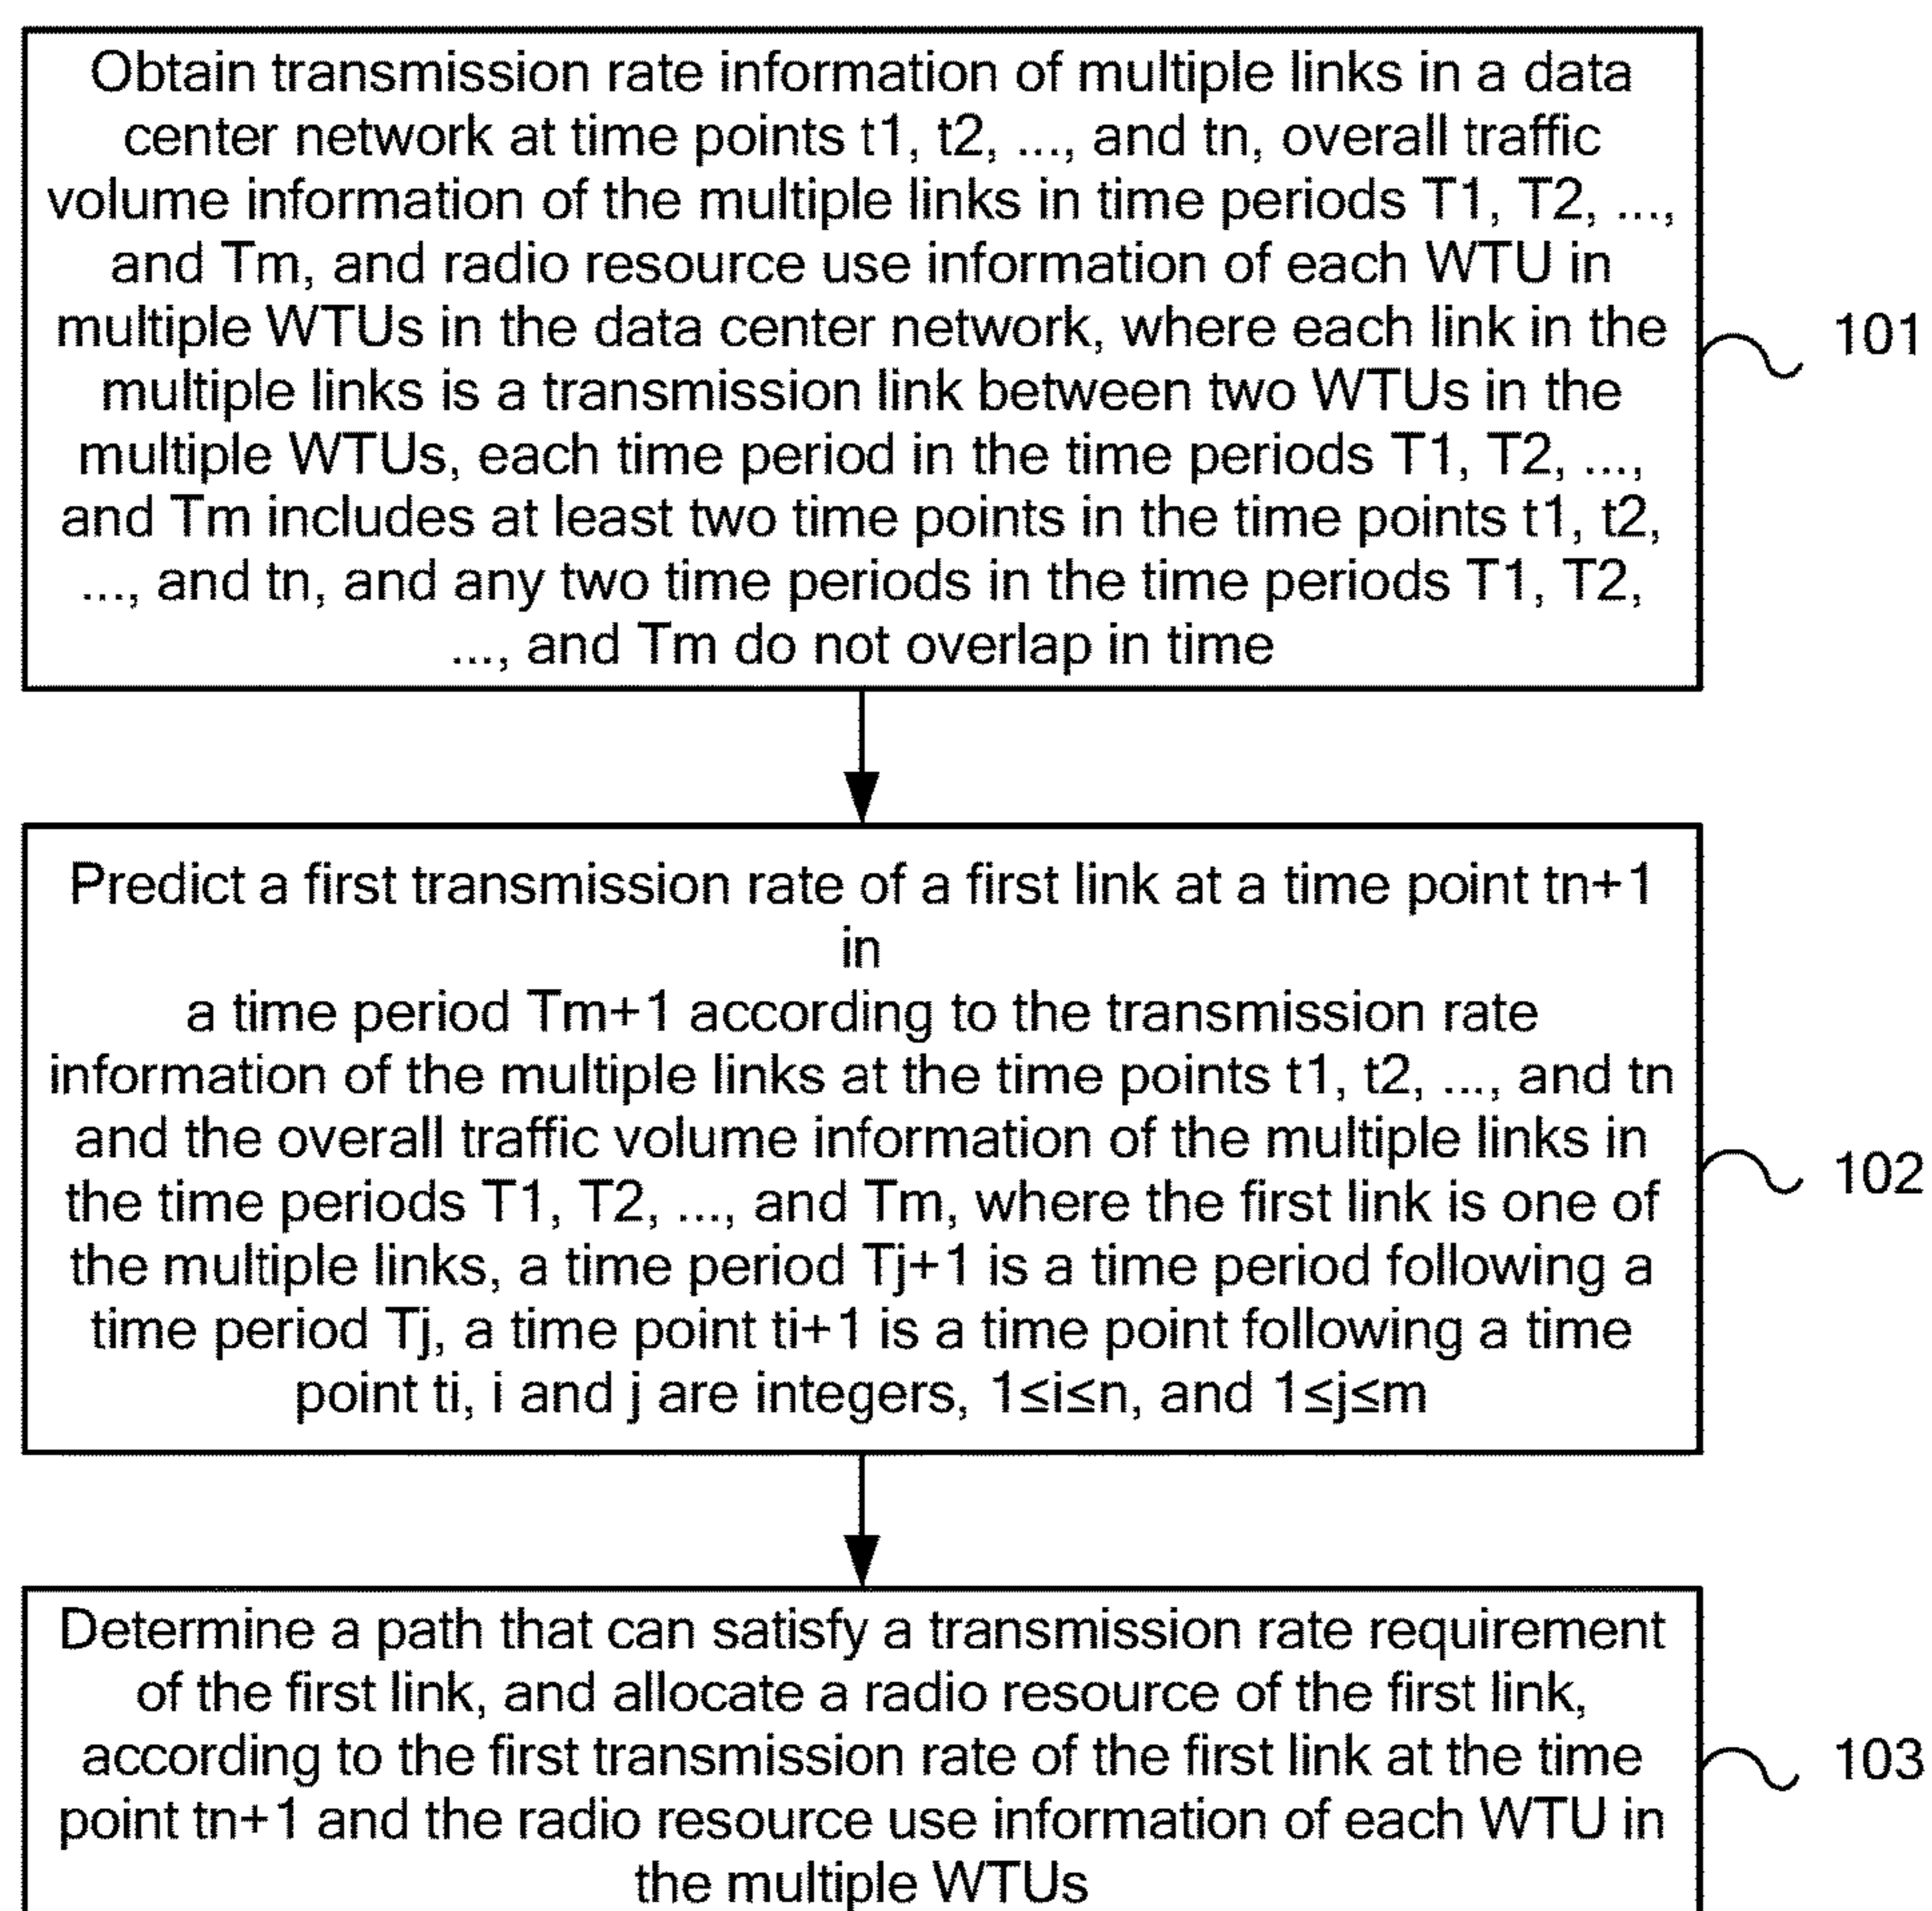 Obtain transmission rate information of multiple links in a data
center network at time points t1, t2, ..., and tn, overall traffic
volume information of the multiple links in time periods T1, T2, ...,
and Tm, and radio resource use information of each WTU in
multiple WTUs in the data center network, where each link in the
multiple links is a transmission link between two WTUs in the
multiple WTUs, each time period in the time periods T1, T2, ...,
and Tm includes at least two time points in the time points t1, t2,
..., and tn, and any two time periods in the time periods T1, T2,
..., and Tm do not overlap in time
101
Predict a first transmission rate of a first link at a time point tn+1
in
a time period Tm+1 according to the transmission rate
information of the multiple links at the time points t1, t2, ..., and tn
and the overall traffic volume information of the multiple links in
the time periods T1, T2, ..., and Tm, where the first link is one of
the multiple links, a time period Tj+1 is a time period following a
time period Tj, a time point ti+1 is a time point following a time
point ti, i and j are integers, 1≤i≤n, and 1≤j≤m
102
Determine a path that can satisfy a transmission rate requirement
of the first link, and allocate a radio resource of the first link,
according to the first transmission rate of the first link at the time
point tn+1 and the radio resource use information of each WTU in
the multiple WTUs
103